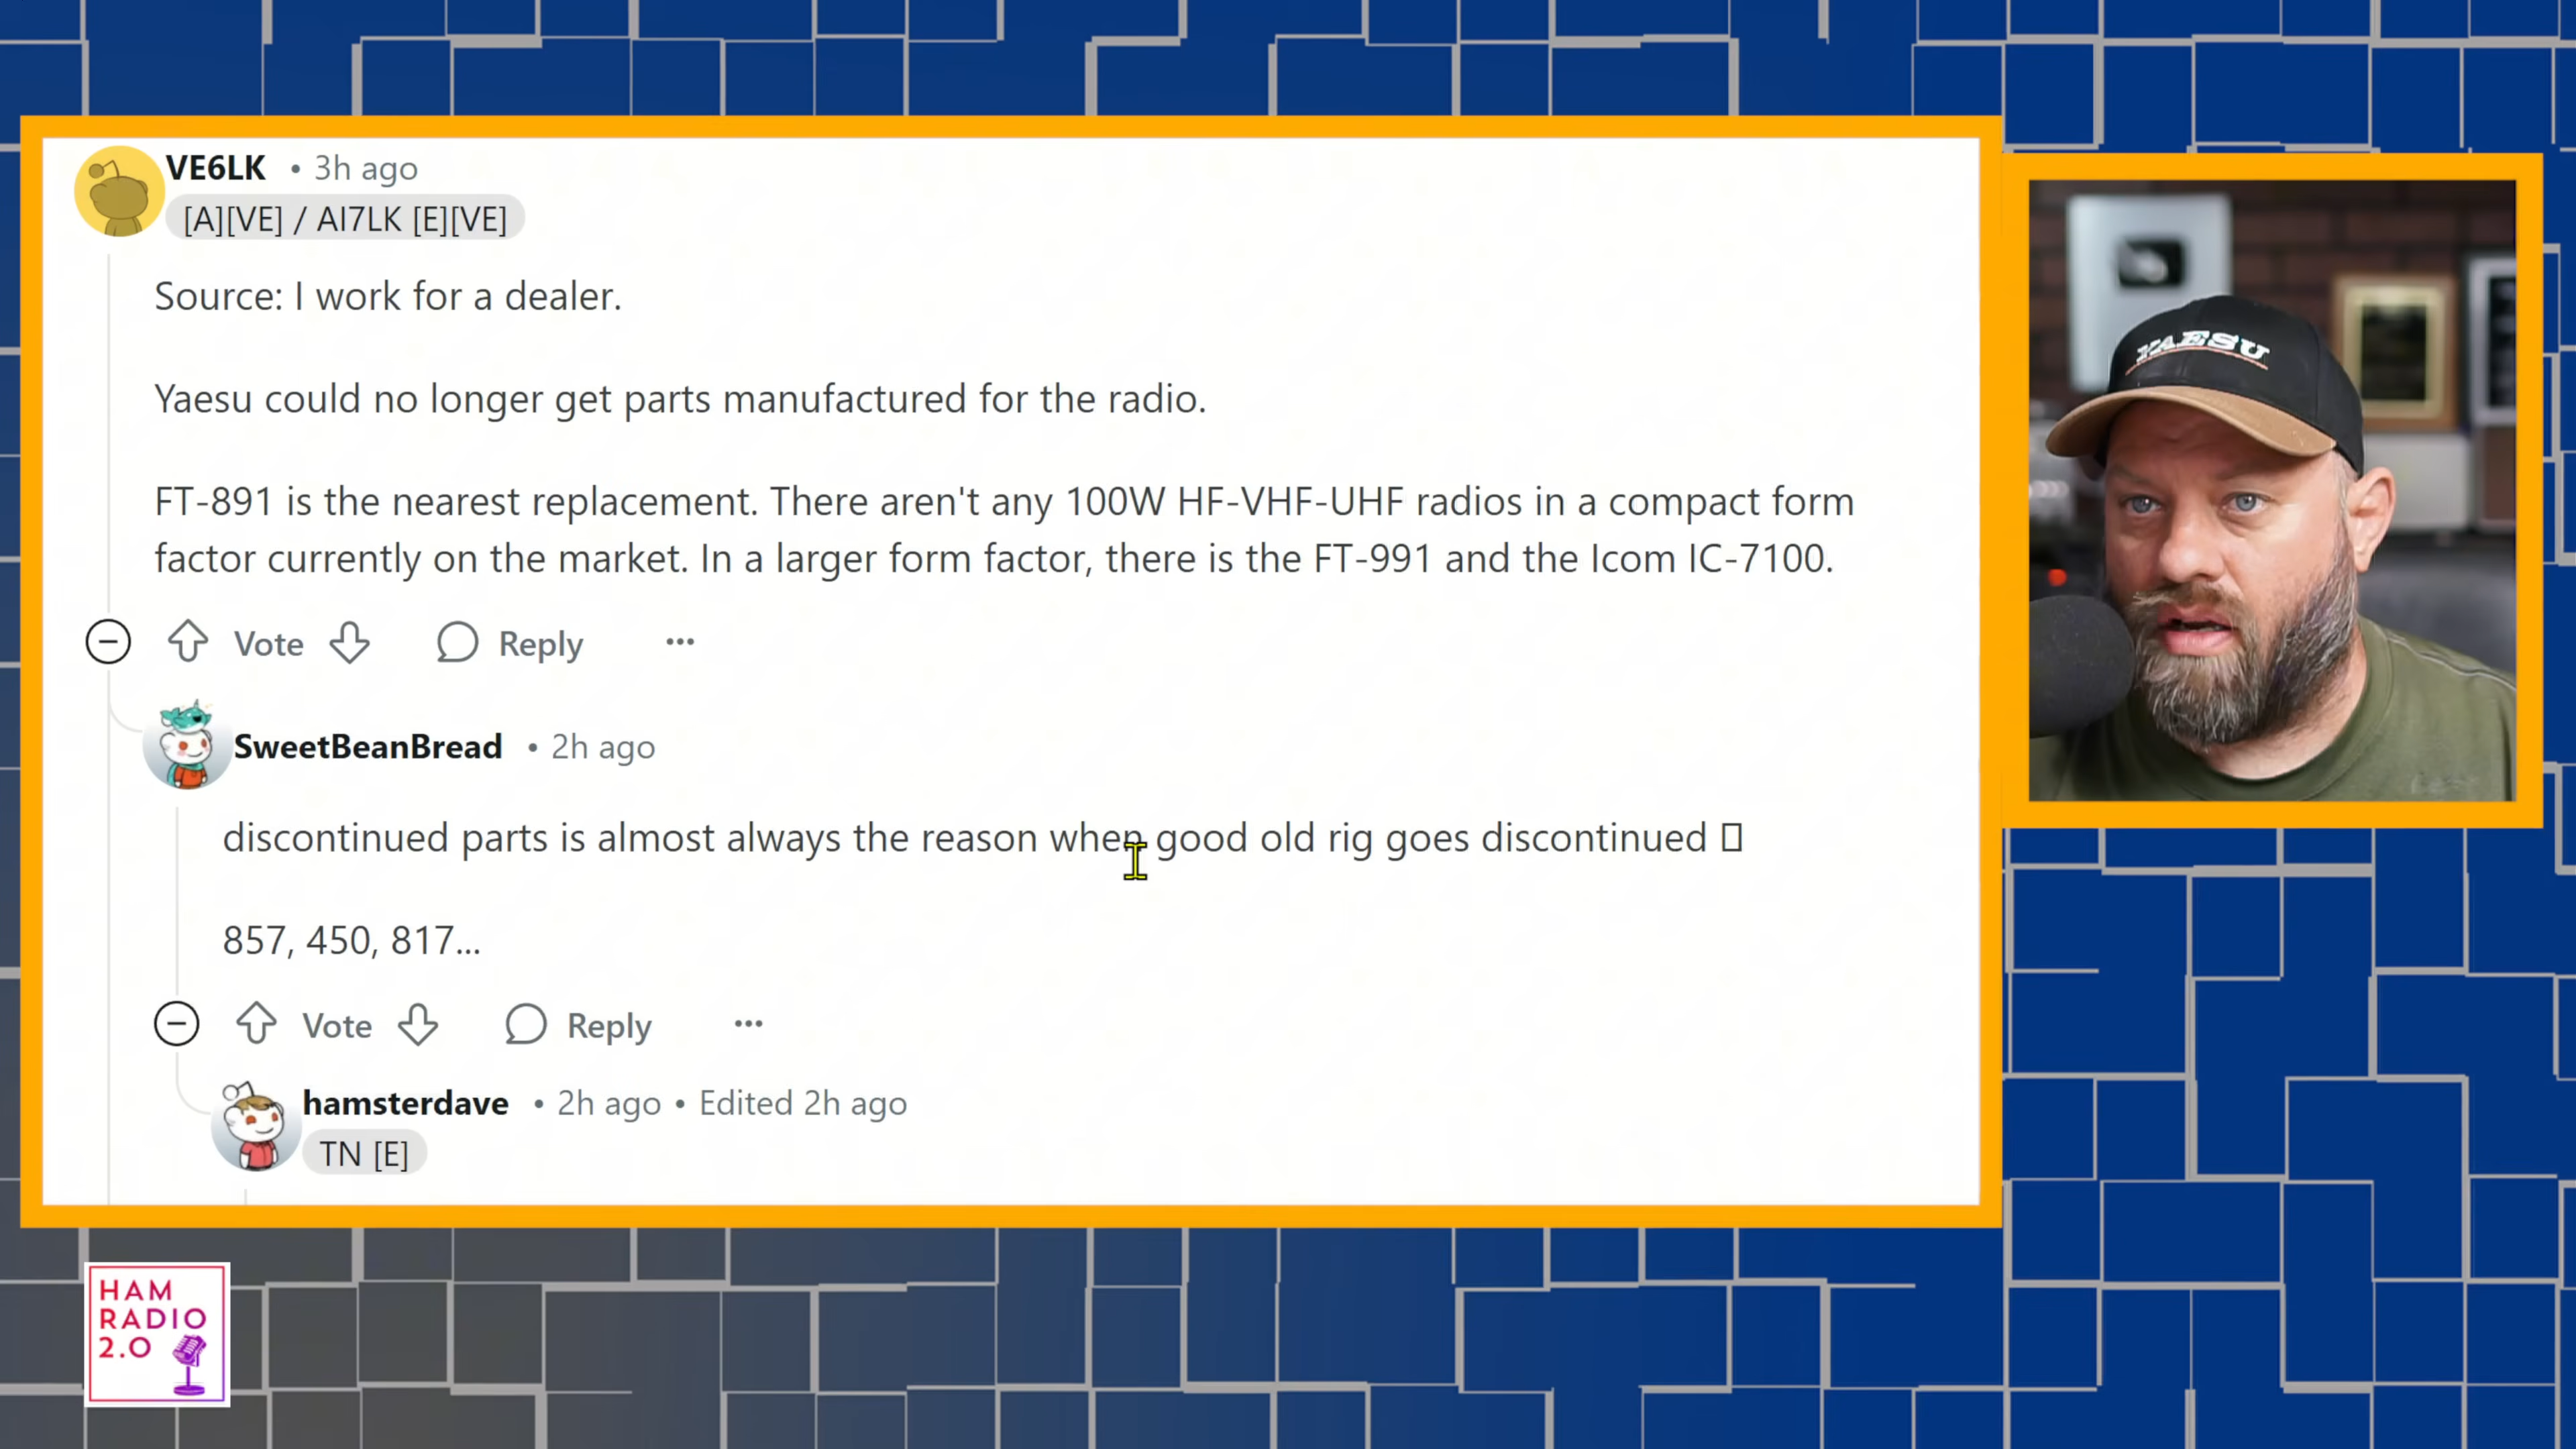 VE6LK • 3h ago
[A][VE] / AI7LK [E][VE]
Source: I work for a dealer.
Yaesu could no longer get parts manufactured for the radio.
FT-891 is the nearest replacement. There aren't any 100W HF-VHF-UHF radios in a compact form
factor currently on the market. In a larger form factor, there is the FT-991 and the Icom IC-7100.
Vote Reply ...
SweetBeanBread • 2h ago
discontinued parts is almost always the reason when good old rig goes discontinued
857, 450, 817...
Vote Reply ...
hamsterdave • 2h ago • Edited 2h ago
TN [E]
YAESU
HAM
RADIO
2.0